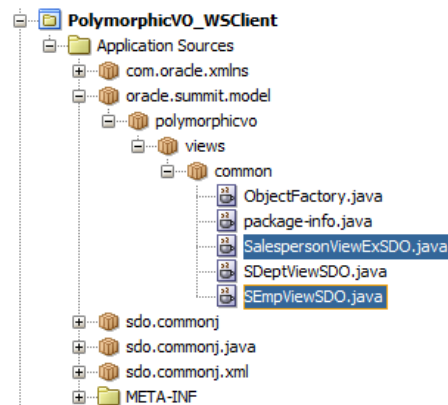 PolymorphicVO_WSClient
Application Sources
com.oracle.xmlns
oracle.summit.model
polymorphicvo
views
common
ObjectFactory.java
package-info.java
SalespersonViewExSDO.java
SDeptViewSDO.java
SEmpViewSDO.java
sdo.commonj
sdo.commonj.java
sdo.commonj.xml
META-INF